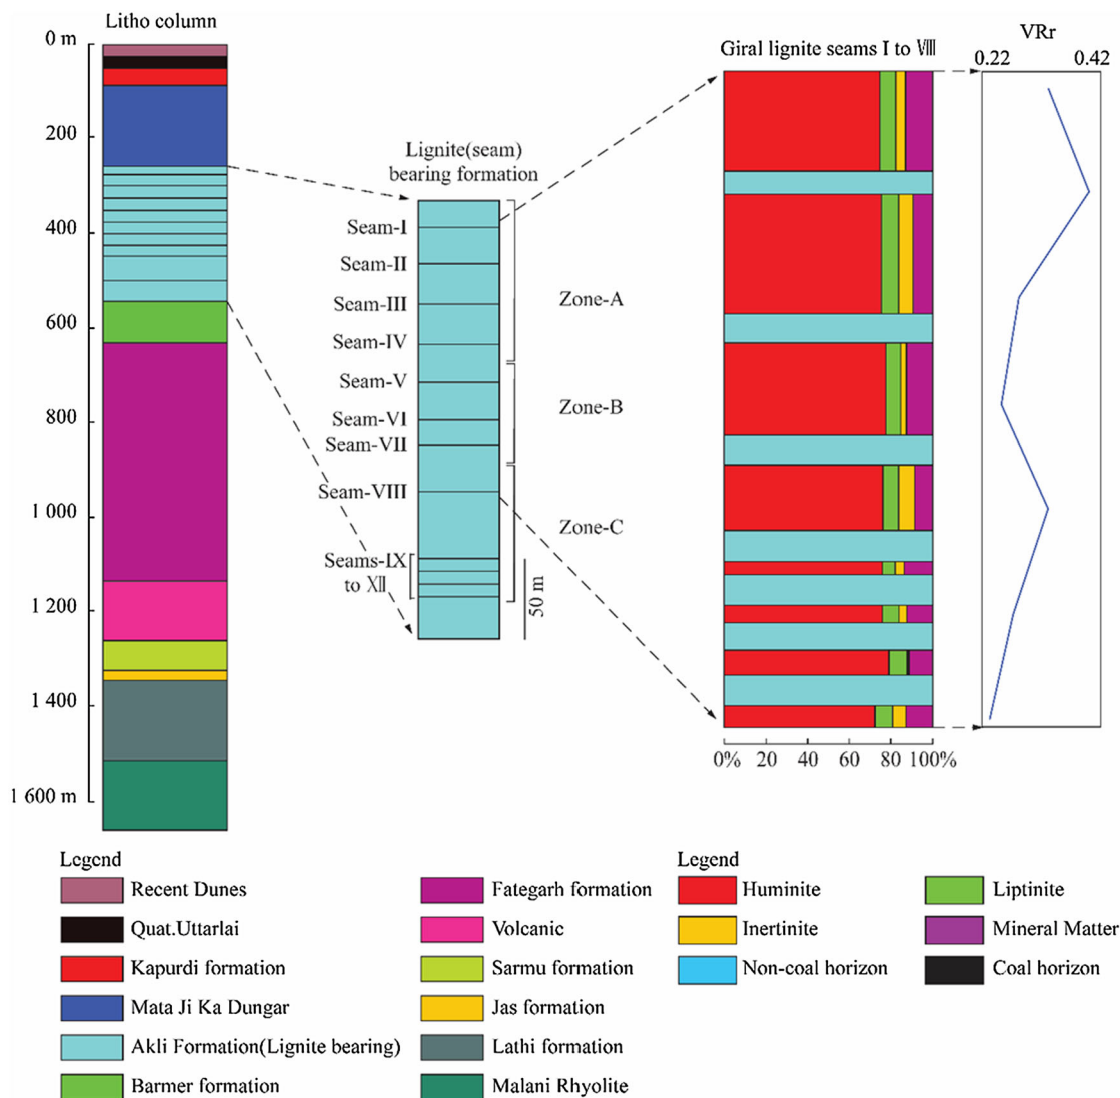 Litho column
0 m
200
400
600
800
1 000
1 200
1 400
1 600 m
Lignite(seam)
bearing formation
Seam-I
Seam-II
Seam-III
Seam-IV
Seam-V
Seam-VI
Seam-VII
Seam-VIII
Seams-IX
to Ⅻ
Zone-A
Zone-B
Zone-C
50 m
Giral lignite seams I to Ⅷ
0% 20 40 60 80 100%
VRr
0.22 0.42
Legend
Recent Dunes
Quat.Uttarlai
Kapurdi formation
Mata Ji Ka Dungar
Akli Formation(Lignite bearing)
Barmer formation
Fategarh formation
Volcanic
Sarmu formation
Jas formation
Lathi formation
Malani Rhyolite
Legend
Huminite
Inertinite
Non-coal horizon
Liptinite
Mineral Matter
Coal horizon